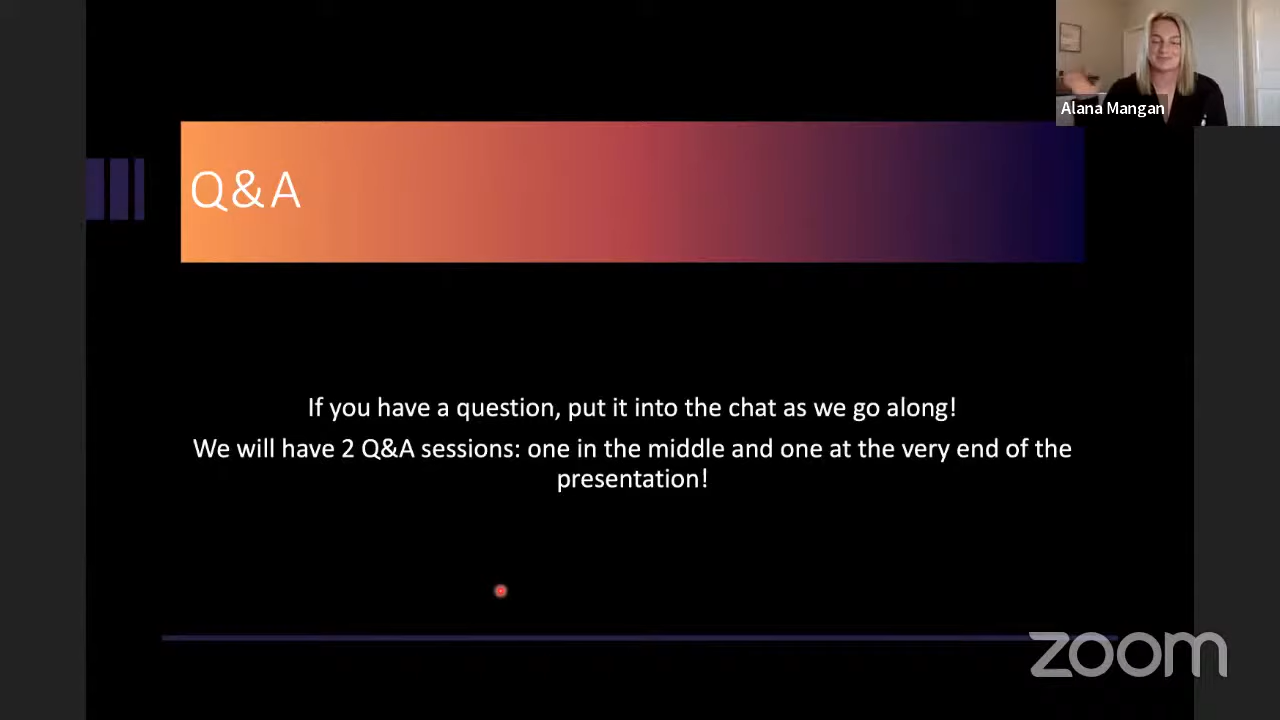 Alana Mangan
Q&A
If you have a question, put it into the chat as we go along!
We will have 2 Q&A sessions: one in the middle and one at the very end of the
presentation!
zoom